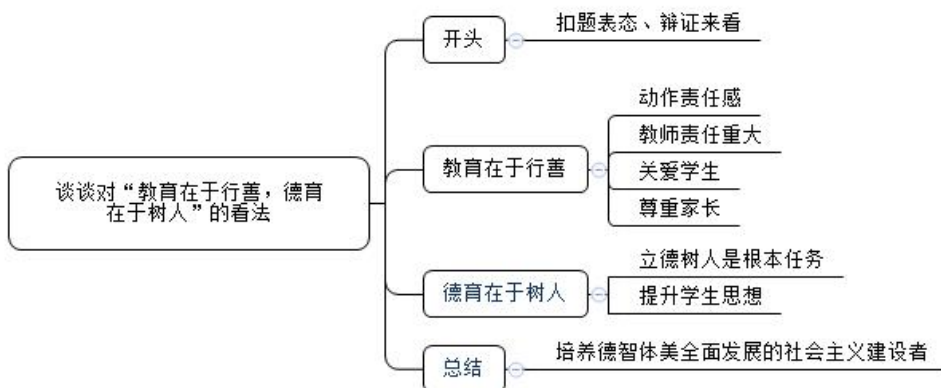 谈谈对“教育在于行善，德育
在于树人”的看法
开头
扣题表态、辩证来看
教育在于行善
动作责任感
教师责任重大
关爱学生
尊重家长
德育在于树人
立德树人是根本任务
提升学生思想
总结
培养德智体美全面发展的社会主义建设者